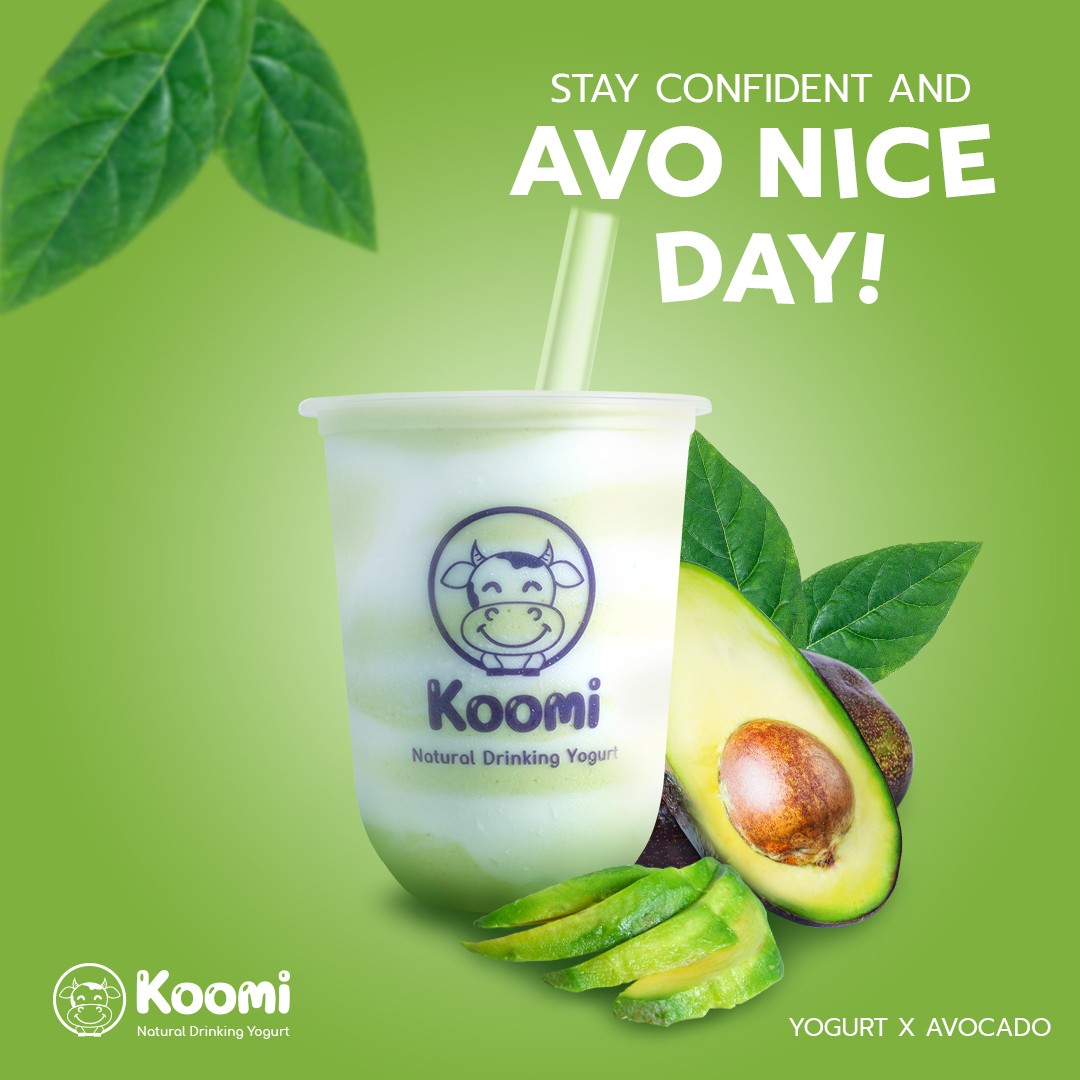 STAY CONFIDENT AND
AVO NICE
DAY!
Koomi
Natural Drinking Yogurt
Koomi
Natural Drinking Yogurt
YOGURT X AVOCADO